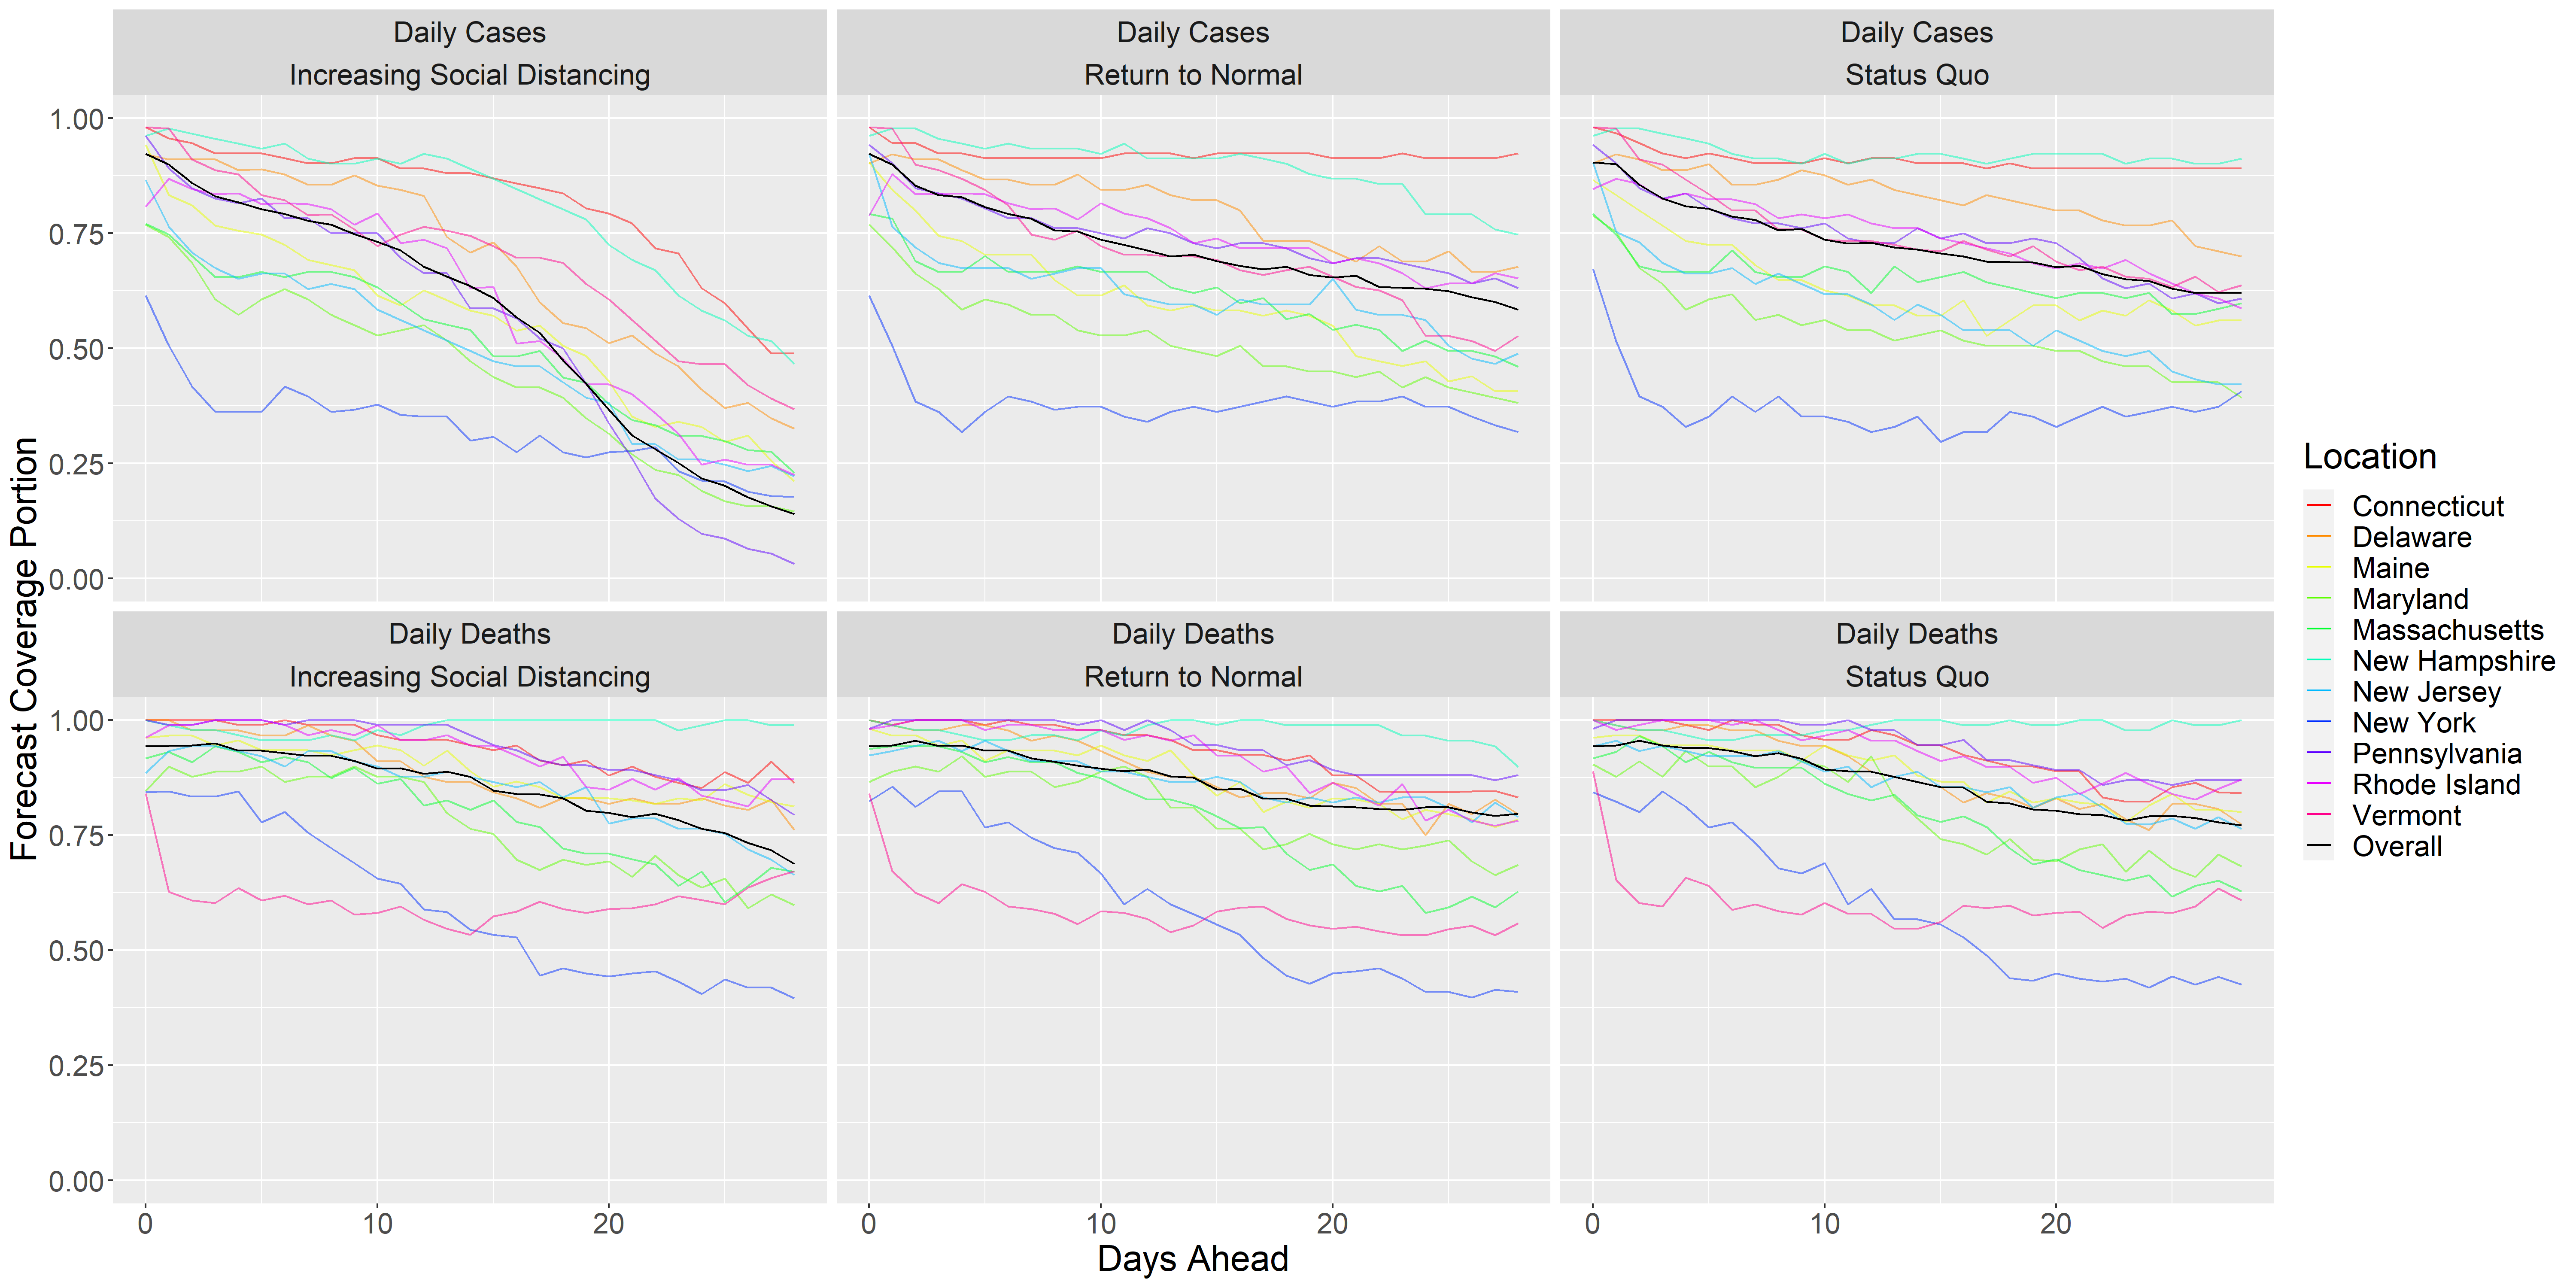 Daily Cases
Increasing Social Distancing
Daily Cases
Return to Normal
Daily Cases
Status Quo
1.00
0.75
0.50
0.25
0.00
Daily Deaths
Increasing Social Distancing
Daily Deaths
Return to Normal
Daily Deaths
Status Quo
1.00
0.75
0.50
0.25
0.00
Forecast Coverage Portion
0 10 20
0 10 20
0 10 20
Days Ahead
Location
Connecticut
Delaware
Maine
Maryland
Massachusetts
New Hampshire
New Jersey
New York
Pennsylvania
Rhode Island
Vermont
Overall